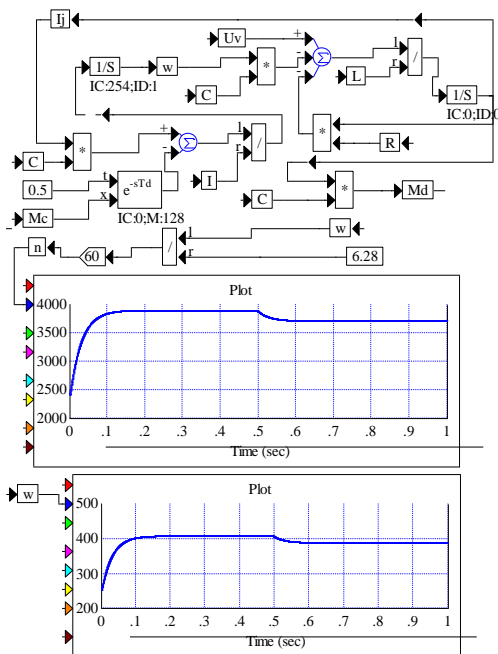 Ij
Uv
+
-
-
Σ
l
r
/
1/S
IC:254;ID:1
w
*
C
L
1/S
IC:0;ID:0
*
R
C
*
+
-
Σ
l
r
/
I
0.5
t
x
e^-sTd
IC:0;M:128
Mc
C
*
Md
n
60
/
l
r
w
6.28
Plot
4000
3500
3000
2500
2000
0 .1 .2 .3 .4 .5 .6 .7 .8 .9 1
Time (sec)
w
Plot
500
400
300
200
0 .1 .2 .3 .4 .5 .6 .7 .8 .9 1
Time (sec)